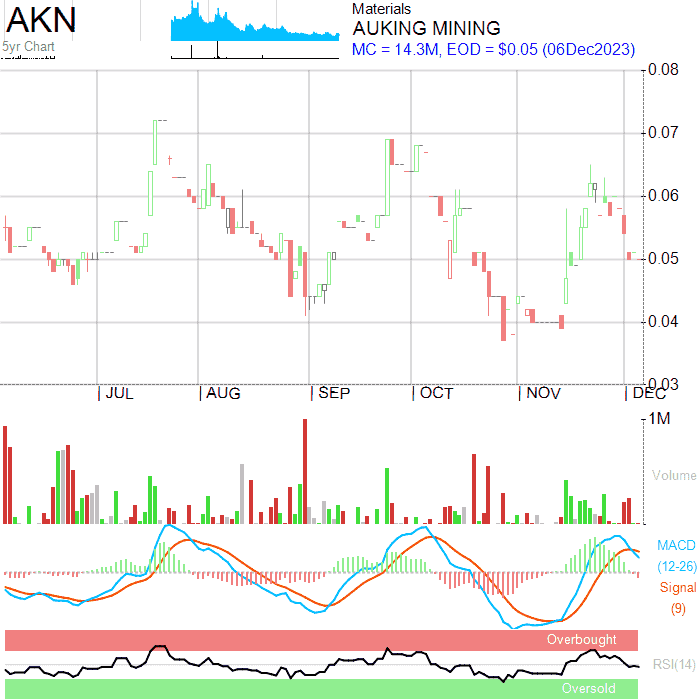 AKN
5yr Chart
Materials
AUKING MINING
MC = 14.3M, EOD = $0.05 (06Dec2023)
0.08
0.07
0.06
0.05
0.04
0.03
JUL
AUG
SEP
OCT
NOV
DEC
1M
Volume
MACD
(12-26)
Signal
(9)
Overbought
RSI(14)
Oversold